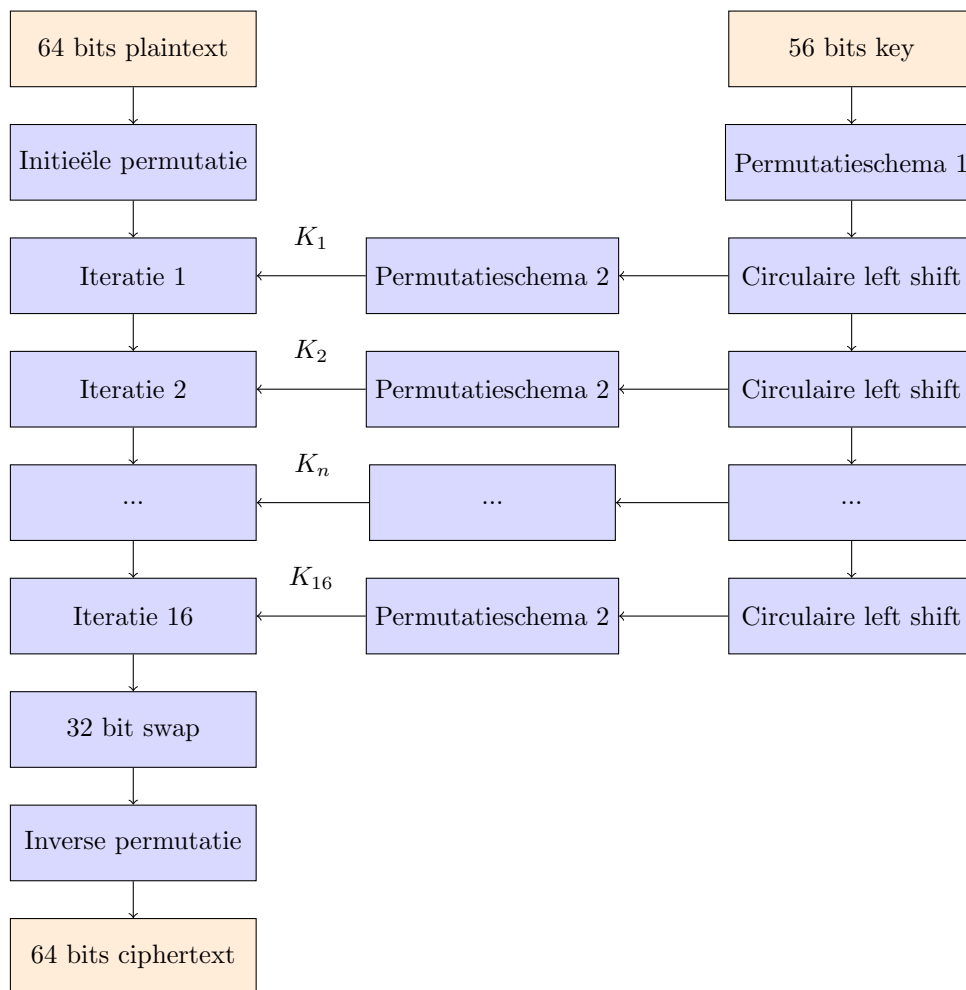 64 bits plaintext
56 bits key
Initieële permutatie
Permutatieschema 1
K₁
Iteratie 1
Permutatieschema 2
Circulaire left shift
K₂
Iteratie 2
Permutatieschema 2
Circulaire left shift
Kₙ
...
...
...
K₁₆
Iteratie 16
Permutatieschema 2
Circulaire left shift
32 bit swap
Inverse permutatie
64 bits ciphertext